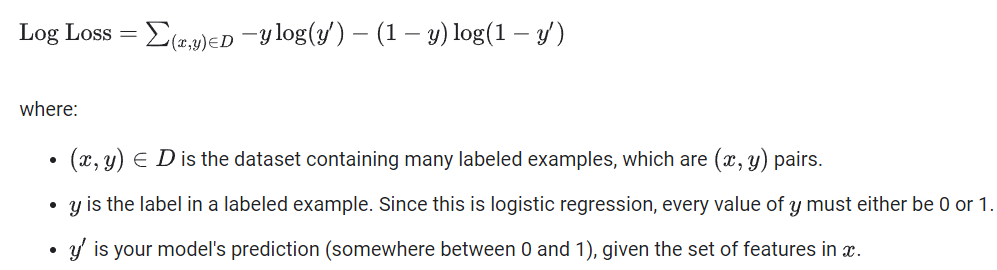 Log Loss = ∑(x,y)∈D −y log(y′) − (1 − y) log(1 − y′)
where:
• (x, y) ∈ D is the dataset containing many labeled examples, which are (x, y) pairs.
• y is the label in a labeled example. Since this is logistic regression, every value of y must either be 0 or 1.
• y′ is your model's prediction (somewhere between 0 and 1), given the set of features in x.